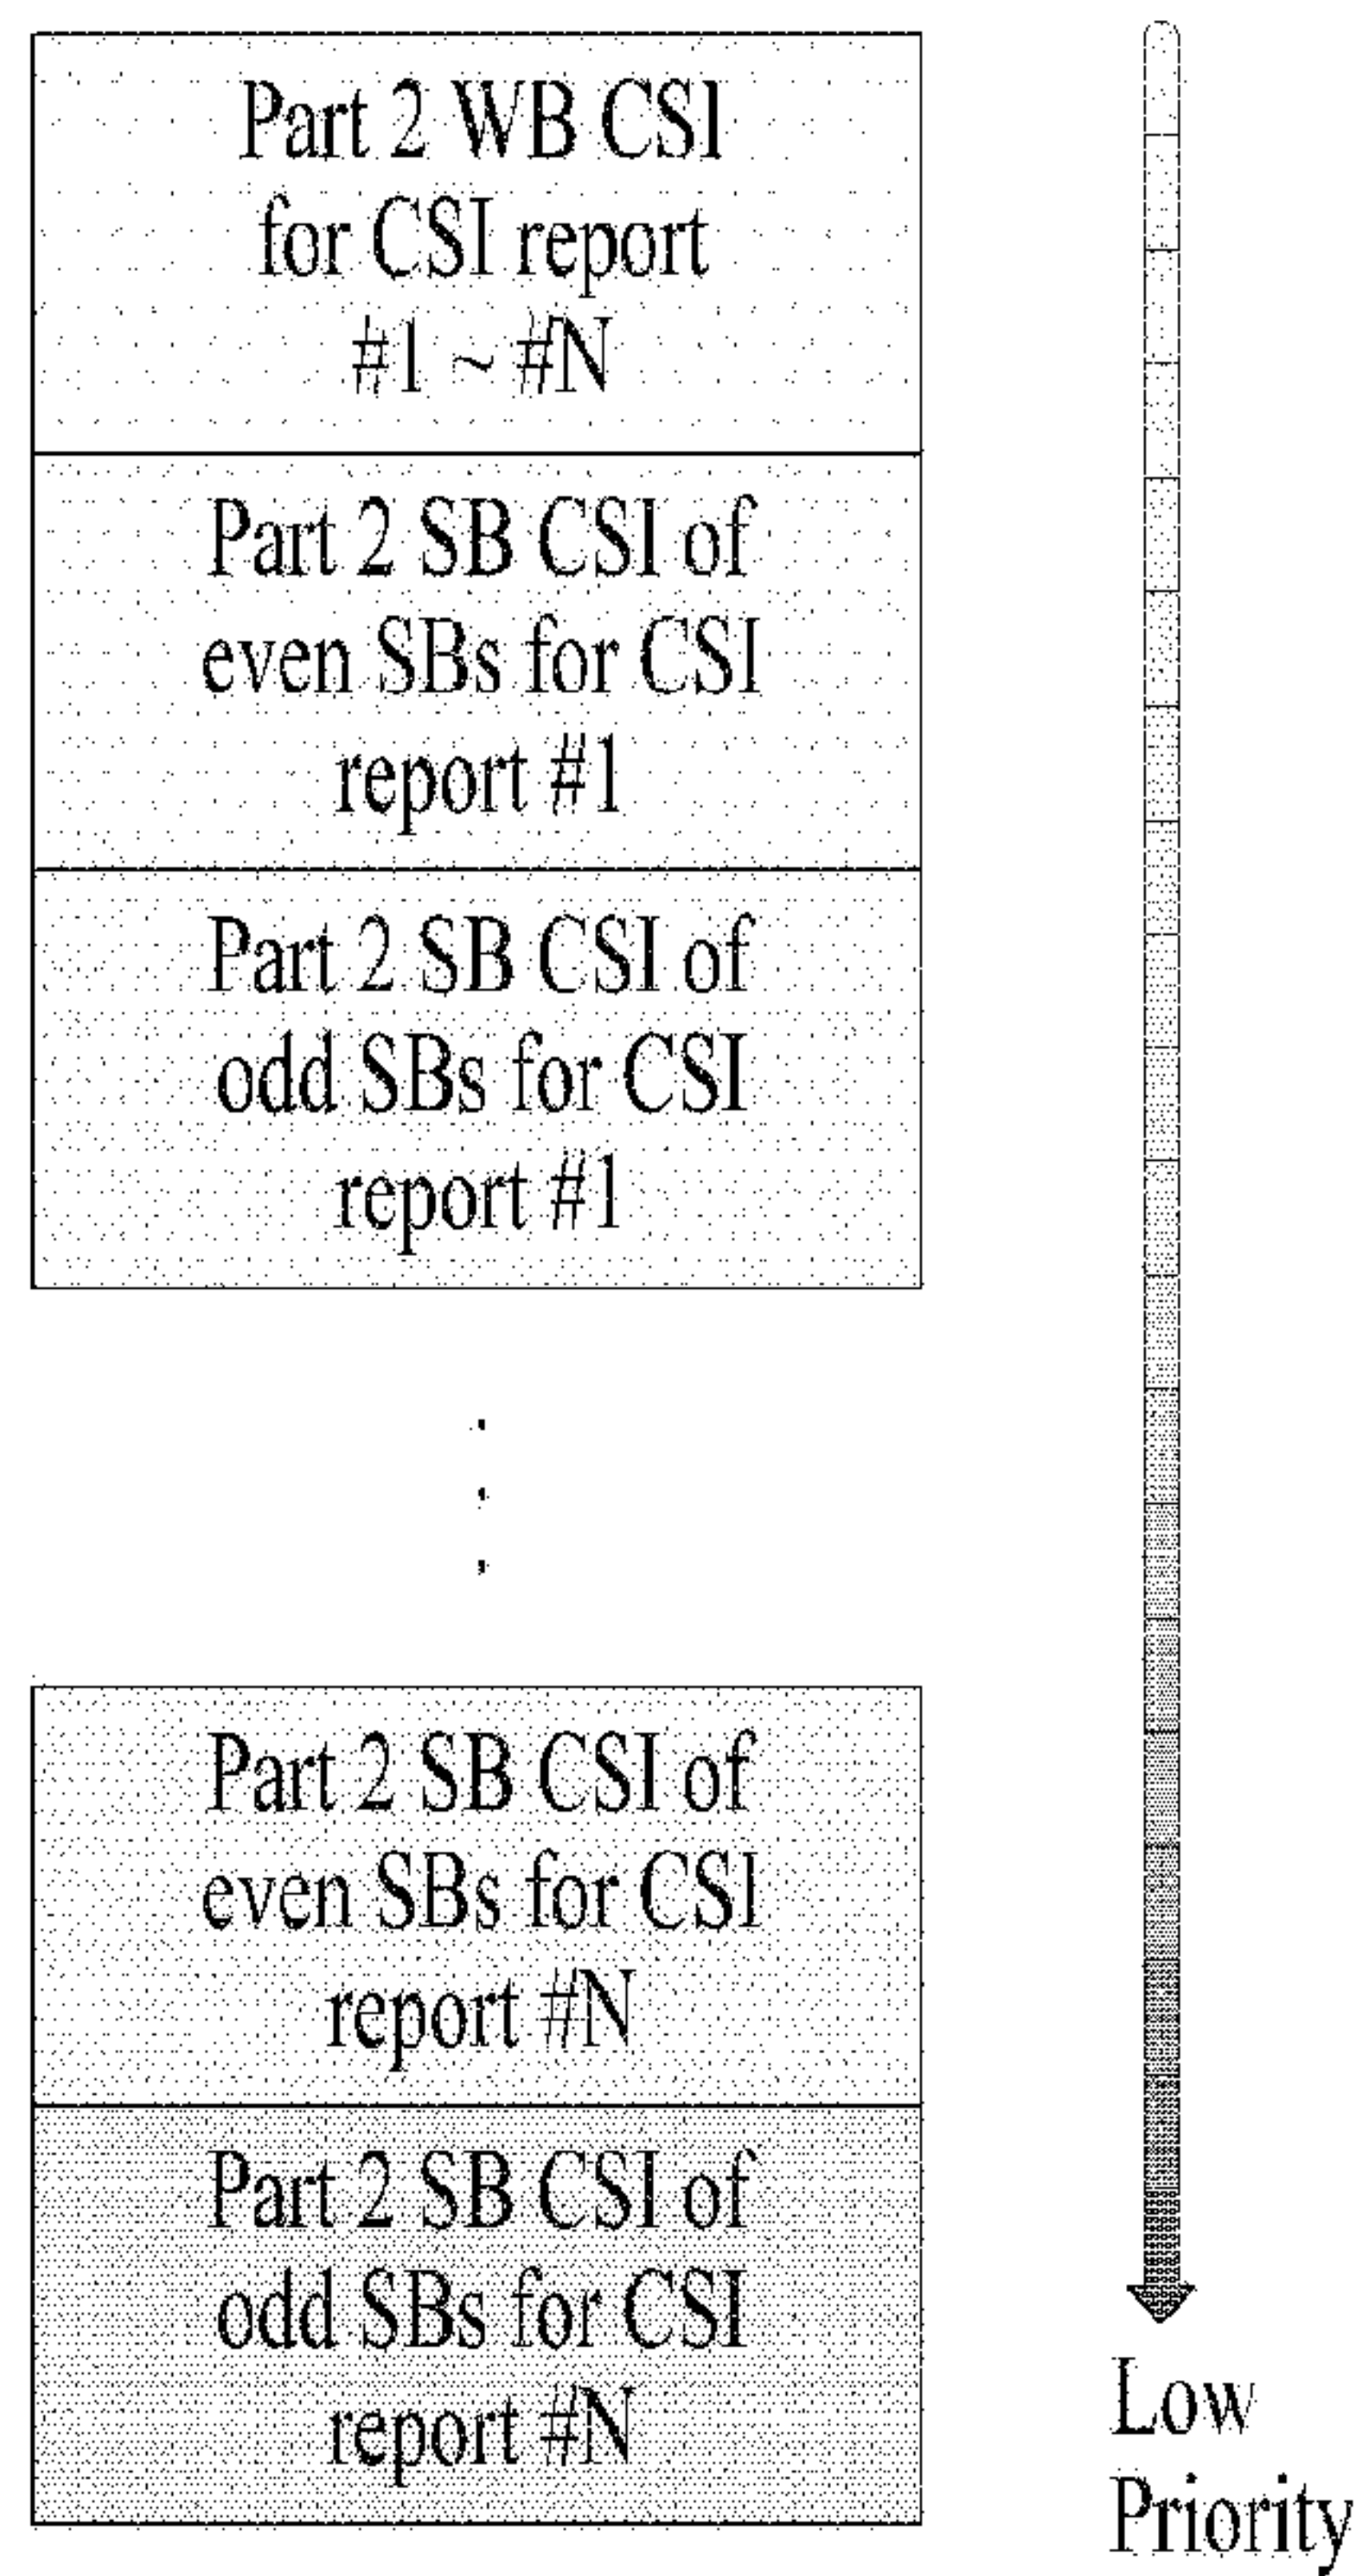 Part 2 WB CSI
for CSI report
#1 ~ #N
Part 2 SB CSI of
even SBs for CSI
report #1
Part 2 SB CSI of
odd SBs for CSI
report #1
Part 2 SB CSI of
even SBs for CSI
report #N
Part 2 SB CSI of
odd SBs for CSI
report #N
Low
Priority